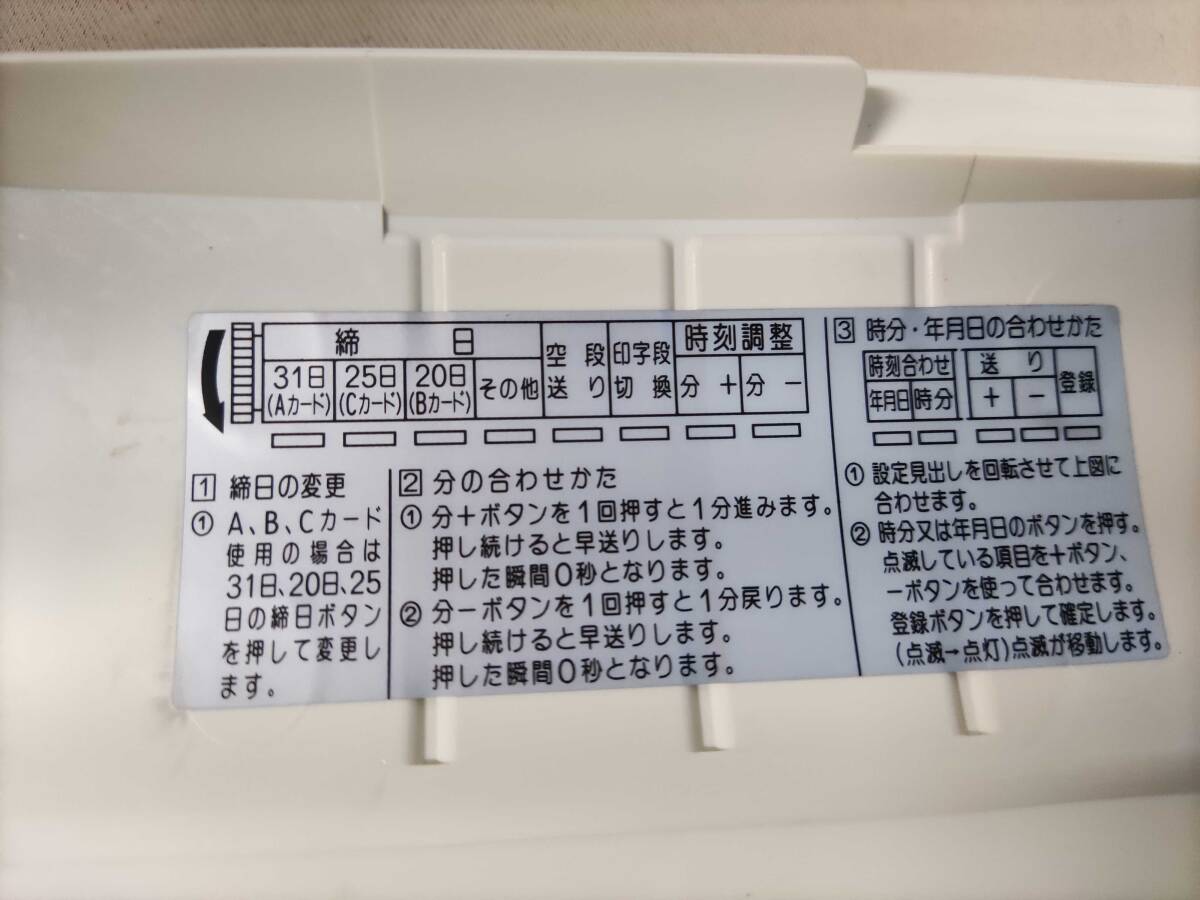 締日
31日 25日 20日 その他
(Aカード) (Cカード) (Bカード)
空段
送り
印字段
切換
時刻調整
分＋ 分－
1 締日の変更
① A、B、Cカード
使用の場合は
31日、20日、25
日の締日ボタン
を押して変更し
ます。
2 分の合わせかた
① 分＋ボタンを1回押すと1分進みます。
押し続けると早送りします。
押した瞬間0秒となります。
② 分－ボタンを1回押すと1分戻ります。
押し続けると早送りします。
押した瞬間0秒となります。
3 時分・年月日の合わせかた
時刻合わせ 送り 登録
年月日 時分 ＋ －
① 設定見出しを回転させて上図に
合わせます。
② 時分又は年月日のボタンを押す。
点滅している項目を＋ボタン、
－ボタンを使って合わせます。
登録ボタンを押して確定します。
(点滅→点灯)点滅が移動します。